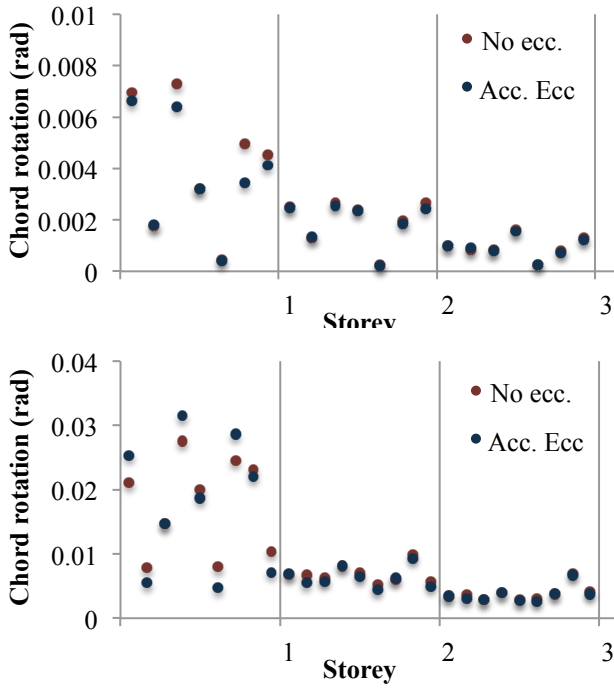 0.01
0.008
0.006
0.004
0.002
0
Chord rotation (rad)
No ecc.
Acc. Ecc
1
2
3
Storey
0.04
0.03
0.02
0.01
0
Chord rotation (rad)
No ecc.
Acc. Ecc
1
2
3
Storey